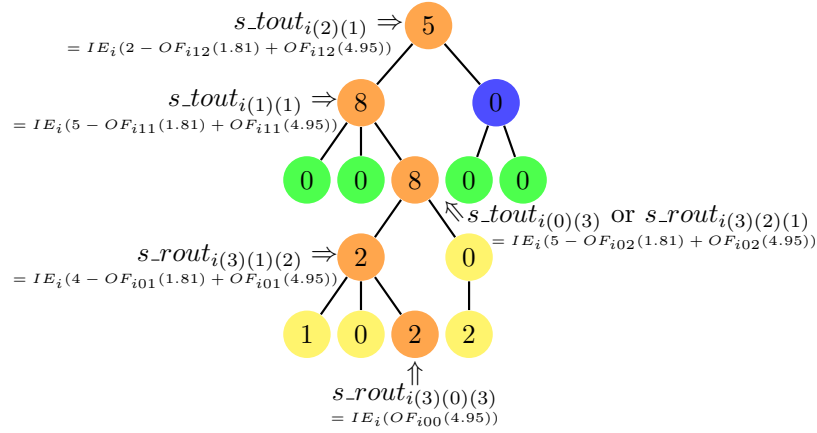 s_tout_{i(2)(1)} ⇒ 5
= IE_i(2 − OF_{i12}(1.81) + OF_{i12}(4.95))
s_tout_{i(1)(1)} ⇒ 8 0
= IE_i(5 − OF_{i11}(1.81) + OF_{i11}(4.95))
0 0 8 0 0
⇖ s_tout_{i(0)(3)} or s_rout_{i(3)(2)(1)}
= IE_i(5 − OF_{i02}(1.81) + OF_{i02}(4.95))
s_rout_{i(3)(1)(2)} ⇒ 2 0
= IE_i(4 − OF_{i01}(1.81) + OF_{i01}(4.95))
1 0 2 2
⇑
s_rout_{i(3)(0)(3)}
= IE_i(OF_{i00}(4.95))